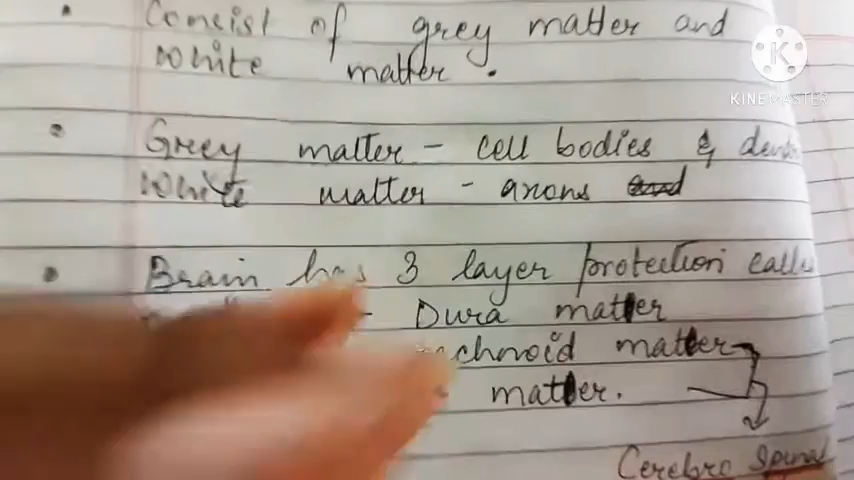 Consist of grey matter and
white matter.
KINEMASTER
Grey matter - cell bodies &
White matter - axons
Brain has 3 layer protection
- Dura matter
matter
matter.
Cerebro Spinal